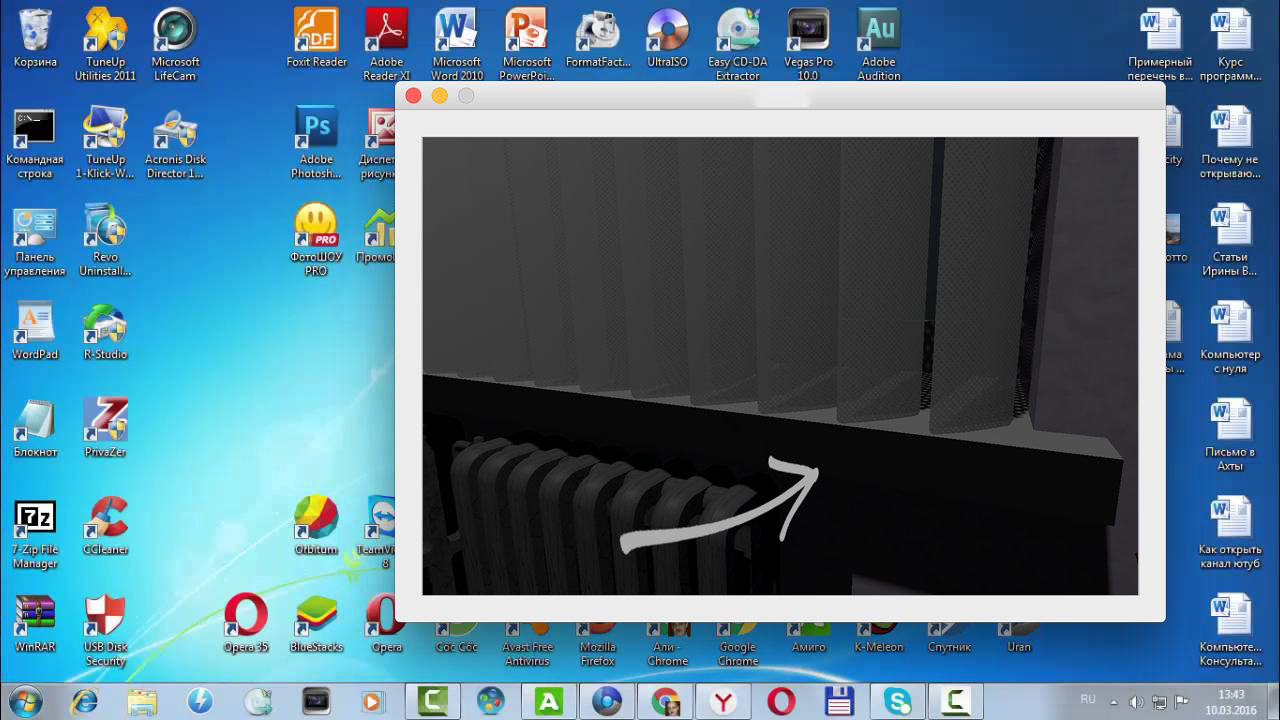 Корзина
TuneUp
Utilities 2011
Microsoft
LifeCam
Foxit Reader
Adobe
Reader XI
Microsoft
Word 2010
Microsoft
PowerPoi...
FormatFact...
UltraISO
Easy CD-DA
Extractor
Vegas Pro
10.0
Adobe
Audition
Примерный
перечень в...
Курс
программ...
Командная
строка
TuneUp
1-Klick-W...
Acronis Disk
Director 1...
Adobe
Photosh...
Диспет
рисун
city
Почему не
открываю...
Панель
управления
Revo
Uninstall...
ФотоШОУ
PRO
Промо
отто
Статьи
Ирины В...
WordPad
R-Studio
Компьютер
с нуля
Блокнот
PrivaZer
Письмо в
Ахты
7-Zip File
Manager
CCleaner
Orbitum
TeamVi
8
Как открыть
канал ютуб
WinRAR
USB Disk
Security
Opera 35
BlueStacks
Opera
Cốc Cốc
Avast Free
Antivirus
Mozilla
Firefox
Али -
Chrome
Google
Chrome
Амиго
K-Meleon
Спутник
Uran
Компьюте...
Консульта...
RU
13:43
10.03.2016